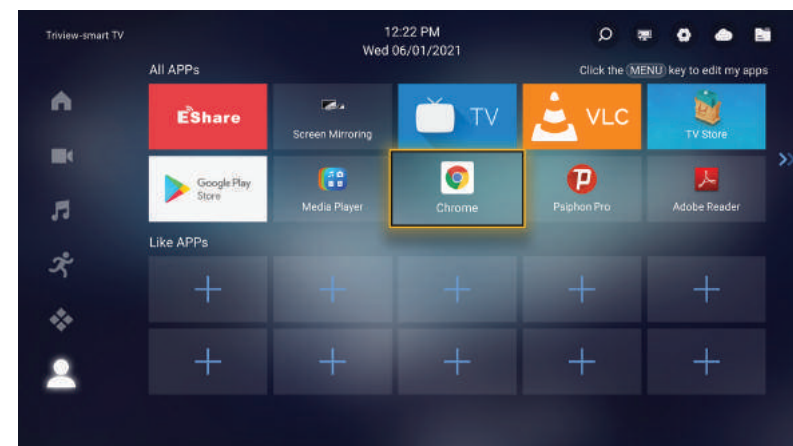 Triview-smart TV
12:22 PM
Wed 06/01/2021
All APPs
Click the MENU key to edit my apps
EShare
Screen Mirroring
TV
VLC
TV Store
Google Play
Store
Media Player
Chrome
Psiphon Pro
Adobe Reader
Like APPs